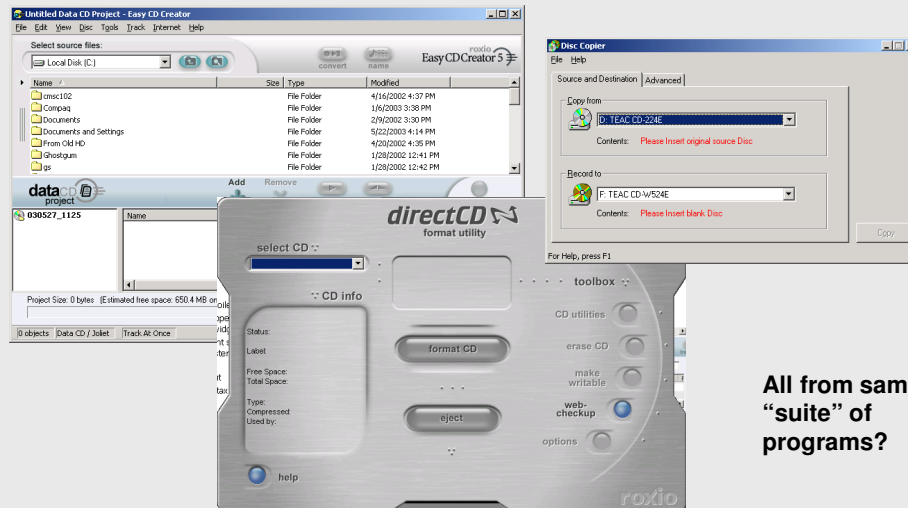 Untitled Data CD Project - Easy CD Creator
File Edit View Disc Tools Track Internet Help
Select source files:
Local Disk (C:)
convert
name
roxio
Easy CD Creator 5
Name Size Type Modified
cmsc102 File Folder 4/16/2002 4:37 PM
Compaq File Folder 1/6/2003 3:38 PM
Documents File Folder 2/9/2002 3:30 PM
Documents and Settings File Folder 5/22/2003 4:14 PM
From Old HD File Folder 4/20/2002 4:35 PM
Ghostgum File Folder 1/28/2002 12:41 PM
gs File Folder 1/28/2002 12:42 PM
datacd
project
Add Remove
030527_1125
Name
Project Size: 0 bytes (Estimated free space: 650.4 MB on
0 objects Data CD / Joliet Track At Once
Disc Copier
File Help
Source and Destination Advanced
Copy from
D: TEAC CD-224E
Contents: Please Insert original source Disc
Record to
F: TEAC CD-W524E
Contents: Please Insert blank Disc
Copy
For Help, press F1
directCD
format utility
select CD
CD info
Status:
Label:
Free Space:
Total Space:
Type:
Compressed:
Used by:
help
format CD
eject
toolbox
CD utilities
erase CD
make
writable
web-
checkup
options
roxio
All from sam
“suite” of
programs?